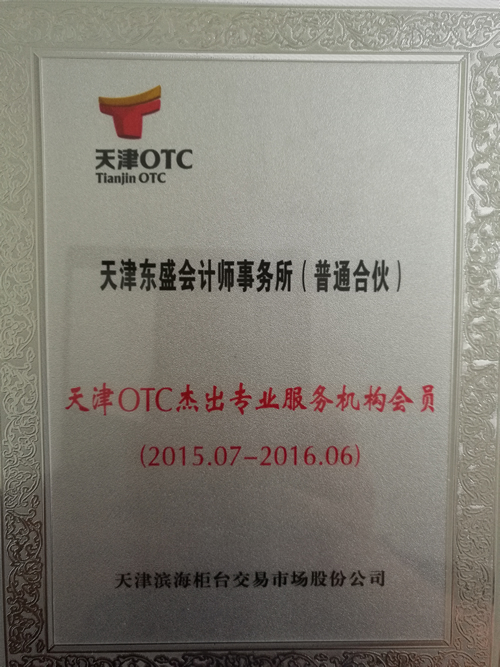 天津OTC
Tianjin OTC
天津东盛会计师事务所（普通合伙）
天津OTC杰出专业服务机构会员
(2015.07-2016.06)
天津滨海柜台交易市场股份公司